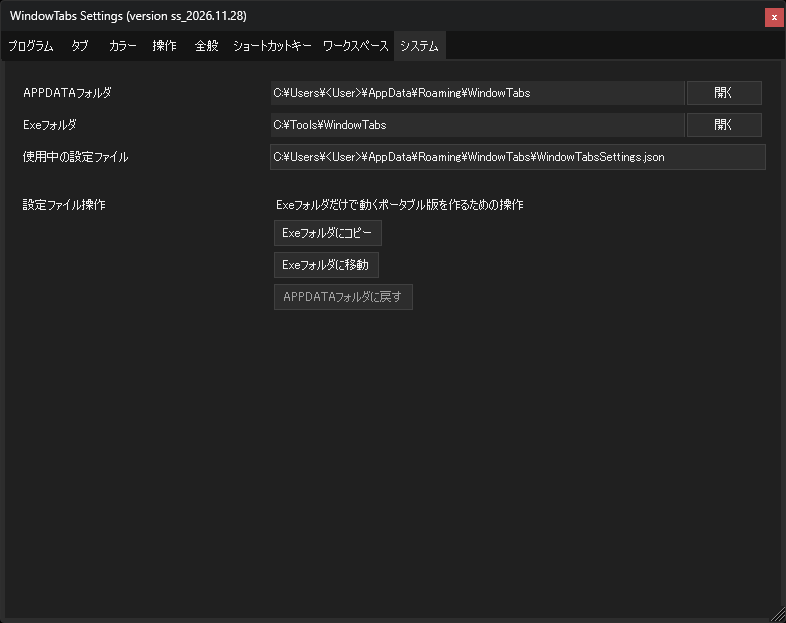 WindowTabs Settings (version ss_2026.11.28)
x
プログラム タブ カラー 操作 全般 ショートカットキー ワークスペース システム
APPDATAフォルダ C:¥Users¥<User>¥AppData¥Roaming¥WindowTabs 開く
Exeフォルダ C:¥Tools¥WindowTabs 開く
使用中の設定ファイル C:¥Users¥<User>¥AppData¥Roaming¥WindowTabs¥WindowTabsSettings.json
設定ファイル操作 Exeフォルダだけで動くポータブル版を作るための操作
Exeフォルダにコピー
Exeフォルダに移動
APPDATAフォルダに戻す